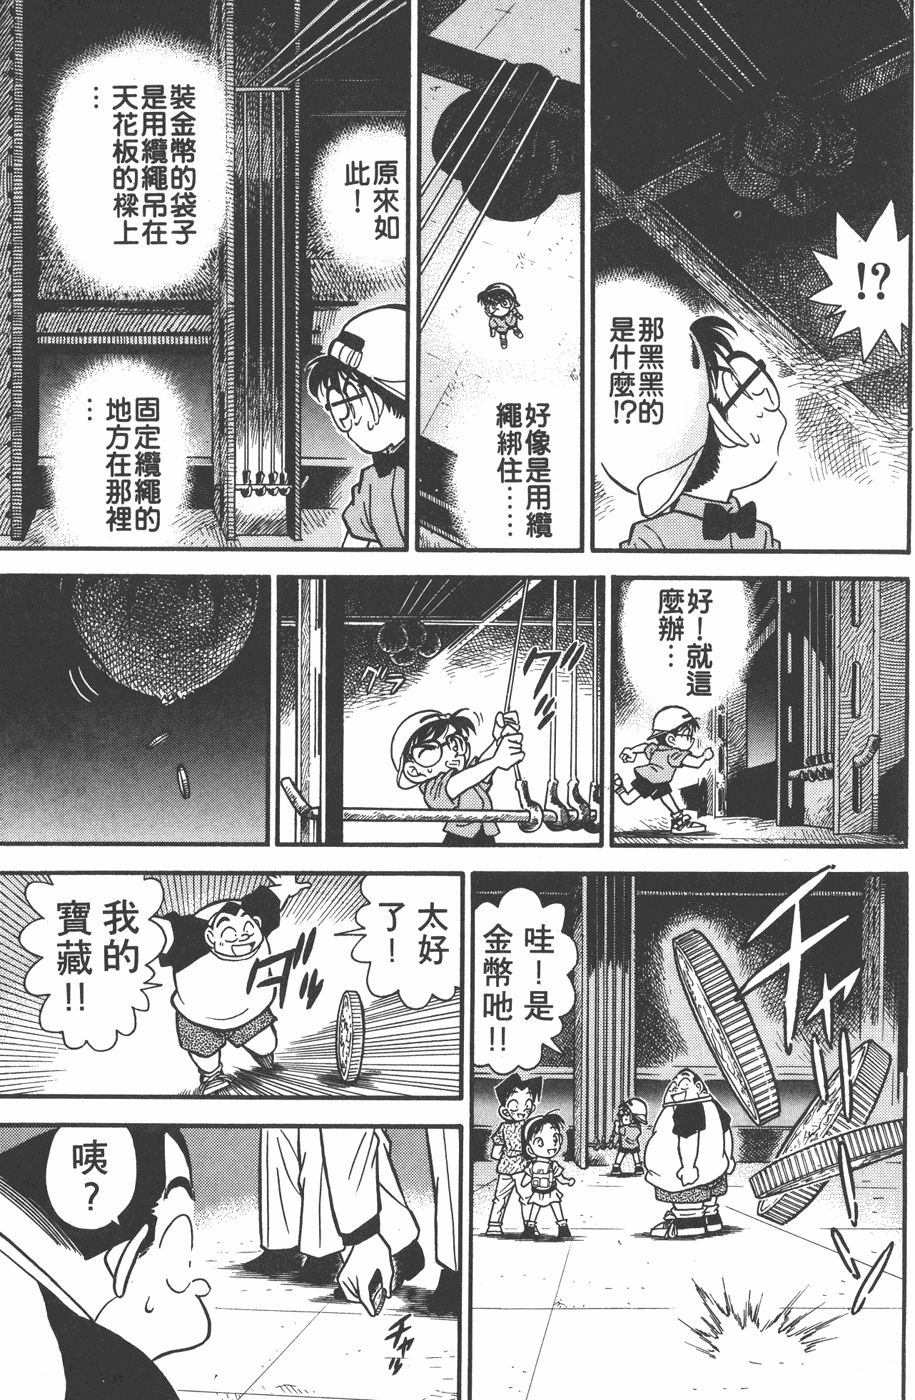 !?
那黑黑的
是什麼!?
好像是用纜
繩綁住……
原來如
此！
裝金幣的袋子
是用纜繩吊在
天花板的樑上
…
固定纜繩的
地方在那裡
…
好！就這
麼辦…
グッ
グラ
哇！是
金幣吔!!
チャ
太好
了！
我的
寶藏!!
咦？
チャッ